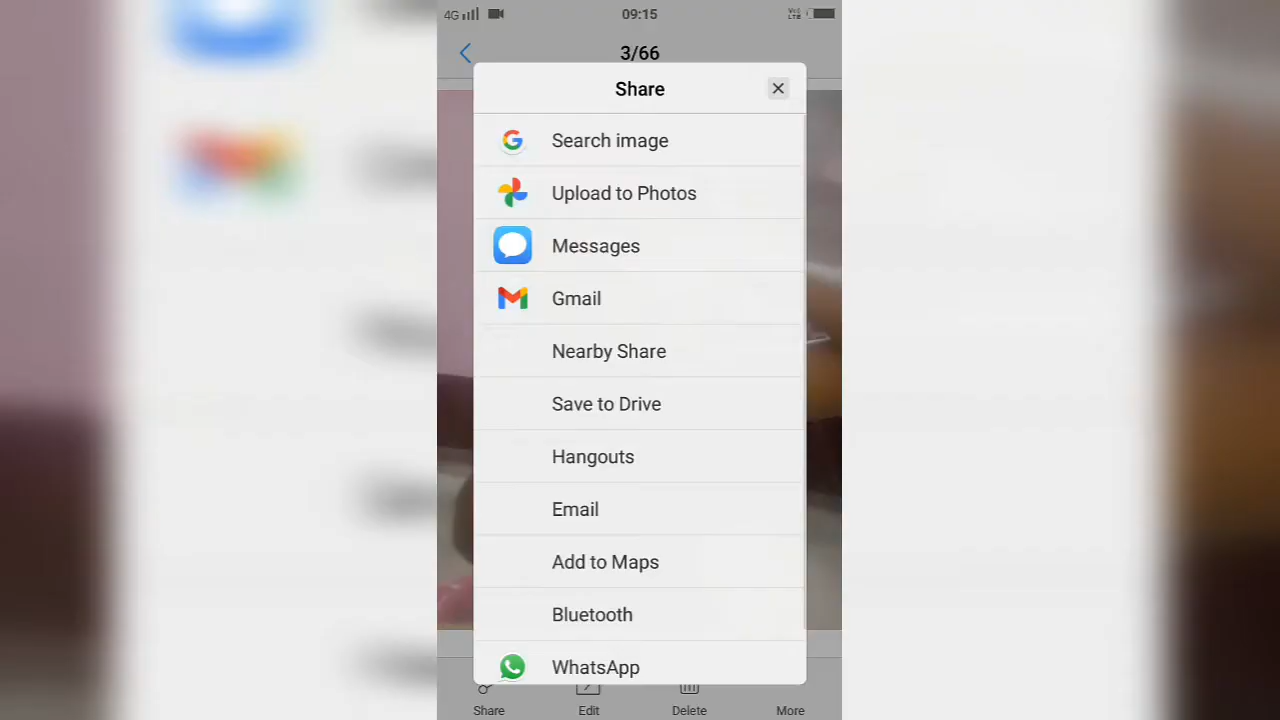 4G 09:15 VoLTE
3/66
Share
Search image
Upload to Photos
Messages
Gmail
Nearby Share
Save to Drive
Hangouts
Email
Add to Maps
Bluetooth
WhatsApp
Share Edit Delete More